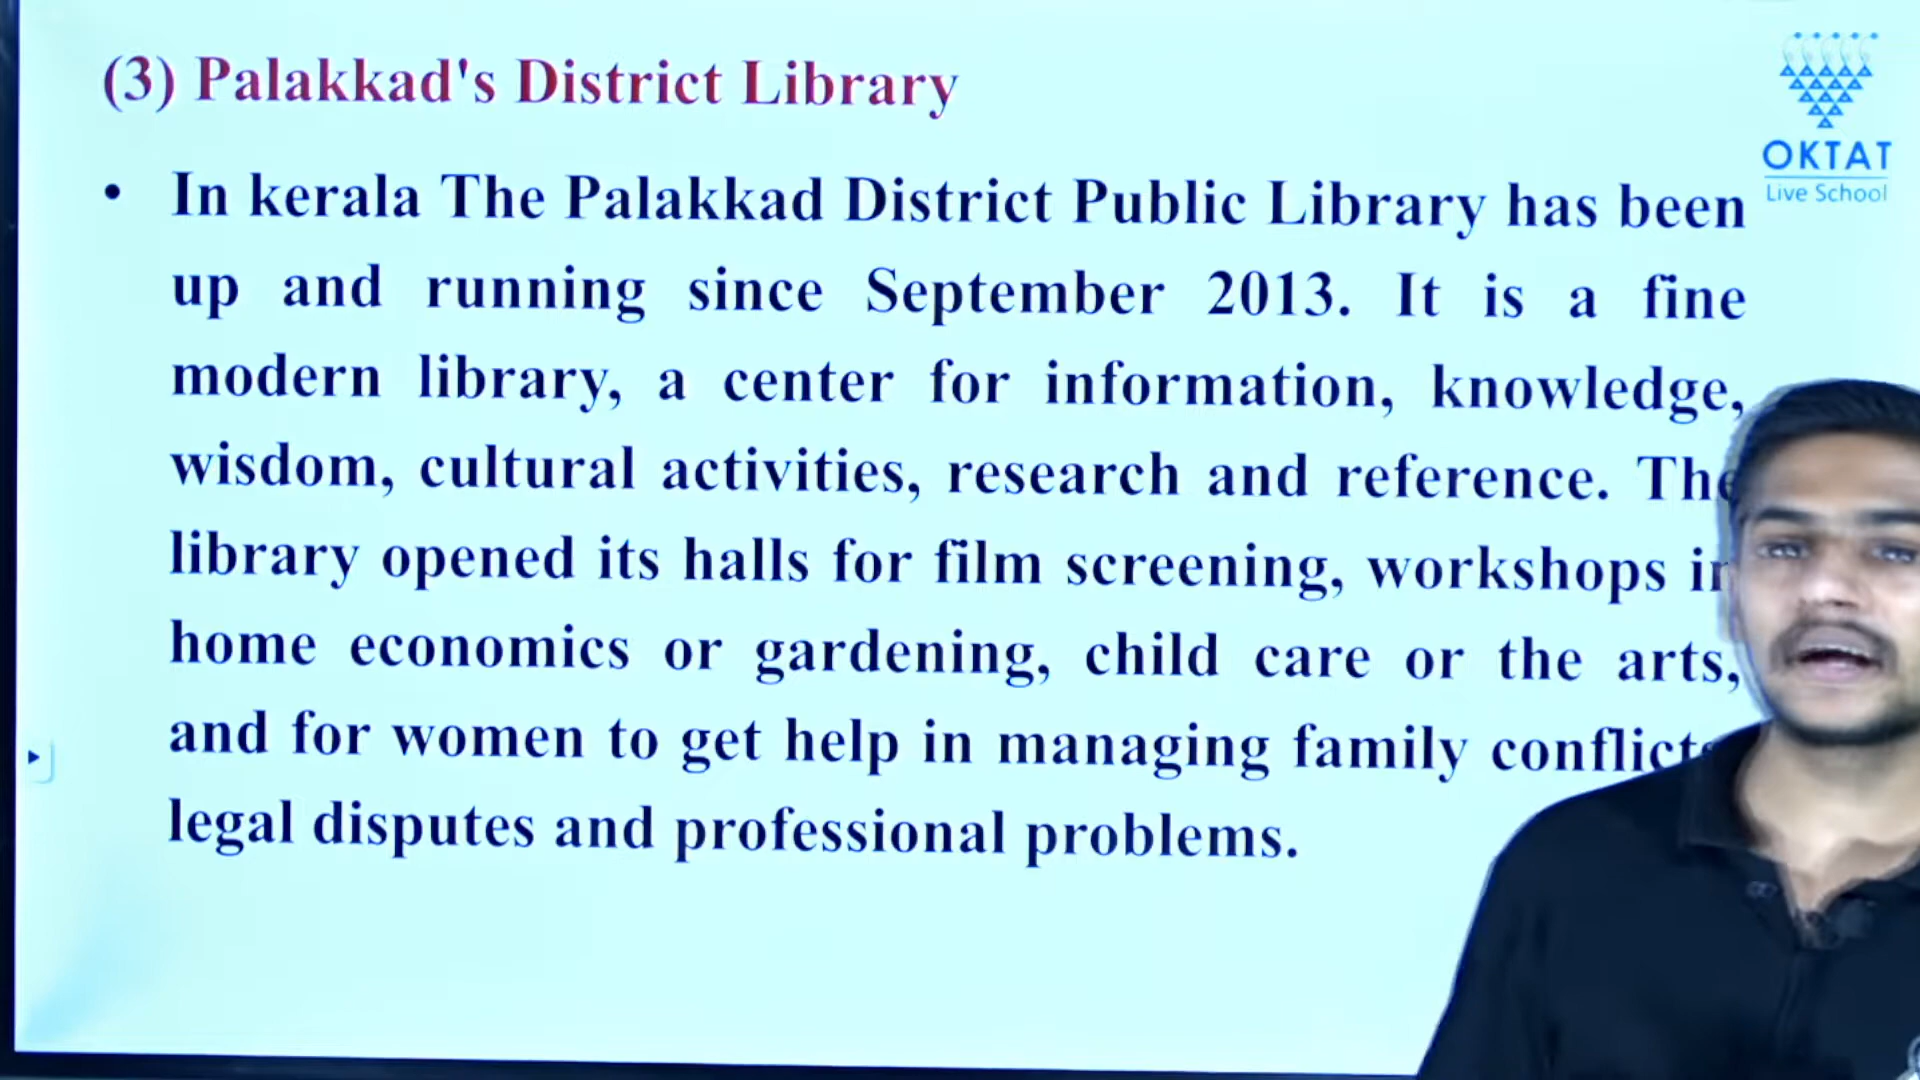 (3) Palakkad's District Library
OKTAT
Live School
• In kerala The Palakkad District Public Library has been
up and running since September 2013. It is a fine
modern library, a center for information, knowledge,
wisdom, cultural activities, research and reference. The
library opened its halls for film screening, workshops in
home economics or gardening, child care or the arts,
and for women to get help in managing family conflicts
legal disputes and professional problems.